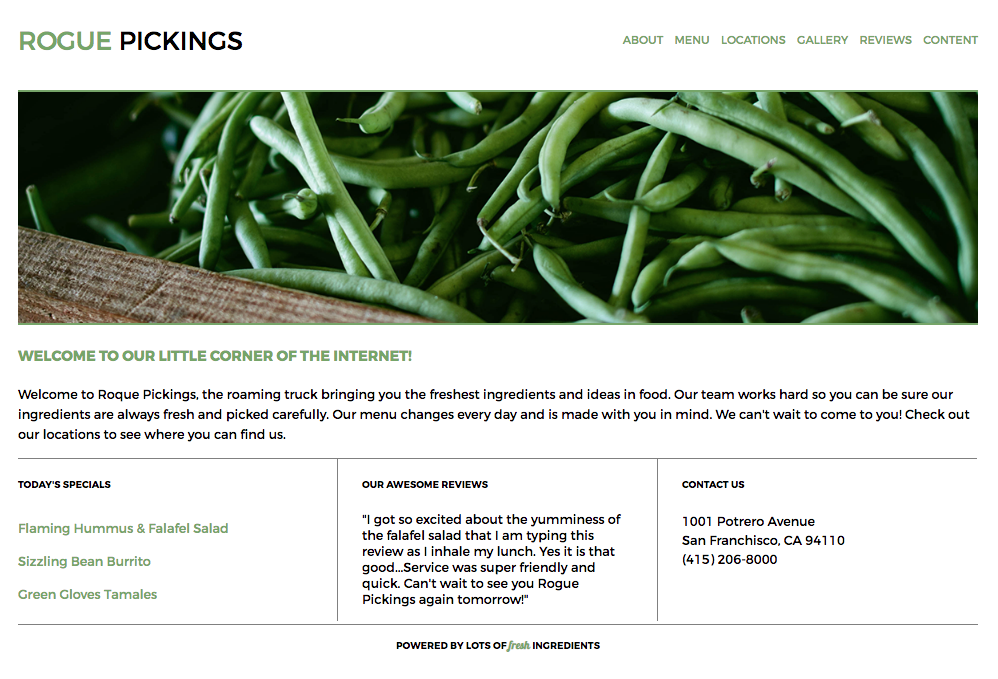 ROGUE PICKINGS
ABOUT MENU LOCATIONS GALLERY REVIEWS CONTENT
WELCOME TO OUR LITTLE CORNER OF THE INTERNET!
Welcome to Roque Pickings, the roaming truck bringing you the freshest ingredients and ideas in food. Our team works hard so you can be sure our
ingredients are always fresh and picked carefully. Our menu changes every day and is made with you in mind. We can't wait to come to you! Check out
our locations to see where you can find us.
TODAY'S SPECIALS
Flaming Hummus & Falafel Salad
Sizzling Bean Burrito
Green Gloves Tamales
OUR AWESOME REVIEWS
"I got so excited about the yumminess of
the falafel salad that I am typing this
review as I inhale my lunch. Yes it is that
good...Service was super friendly and
quick. Can't wait to see you Rogue
Pickings again tomorrow!"
CONTACT US
1001 Potrero Avenue
San Franchisco, CA 94110
(415) 206-8000
POWERED BY LOTS OF fresh INGREDIENTS